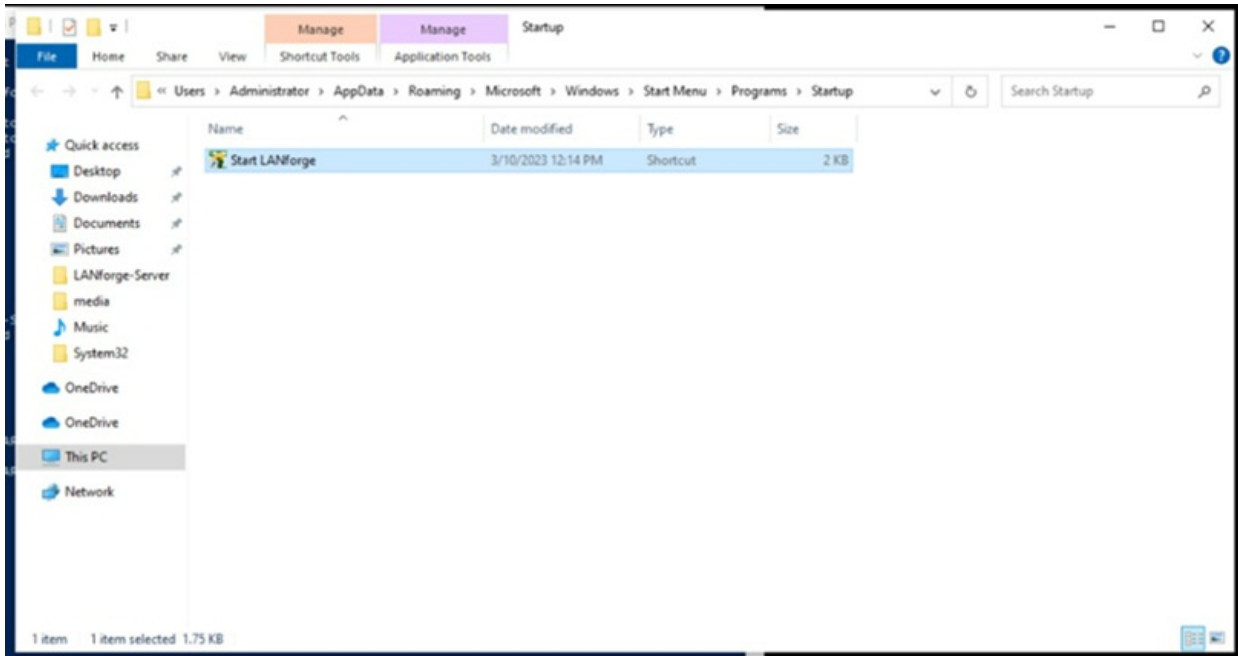 Manage Manage Startup
File Home Share View Shortcut Tools Application Tools
« Users › Administrator › AppData › Roaming › Microsoft › Windows › Start Menu › Programs › Startup Search Startup
Name Date modified Type Size
Start LANforge 3/10/2023 12:14 PM Shortcut 2 KB
Quick access
Desktop
Downloads
Documents
Pictures
LANforge-Server
media
Music
System32
OneDrive
OneDrive
This PC
Network
1 item 1 item selected 1.75 KB